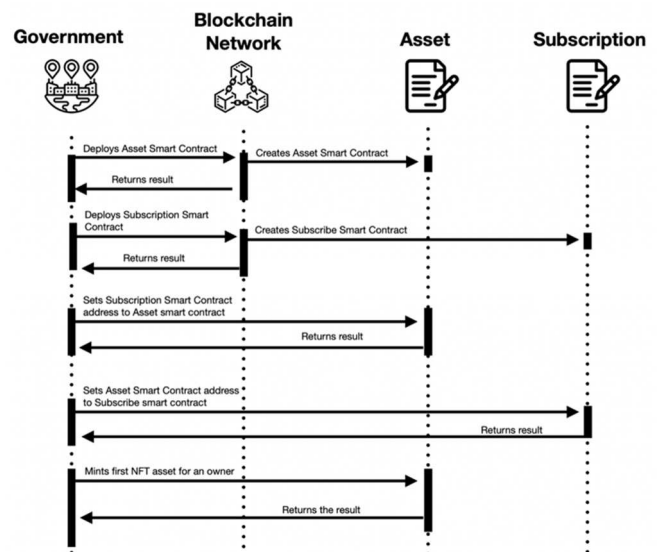 Government
Blockchain
Network
Asset
Subscription
Deploys Asset Smart Contract
Creates Asset Smart Contract
Returns result
Deploys Subscription Smart
Contract
Creates Subscribe Smart Contract
Returns result
Sets Subscription Smart Contract
address to Asset smart contract
Returns result
Sets Asset Smart Contract address
to Subscribe smart contract
Returns result
Mints first NFT asset for an owner
Returns the result